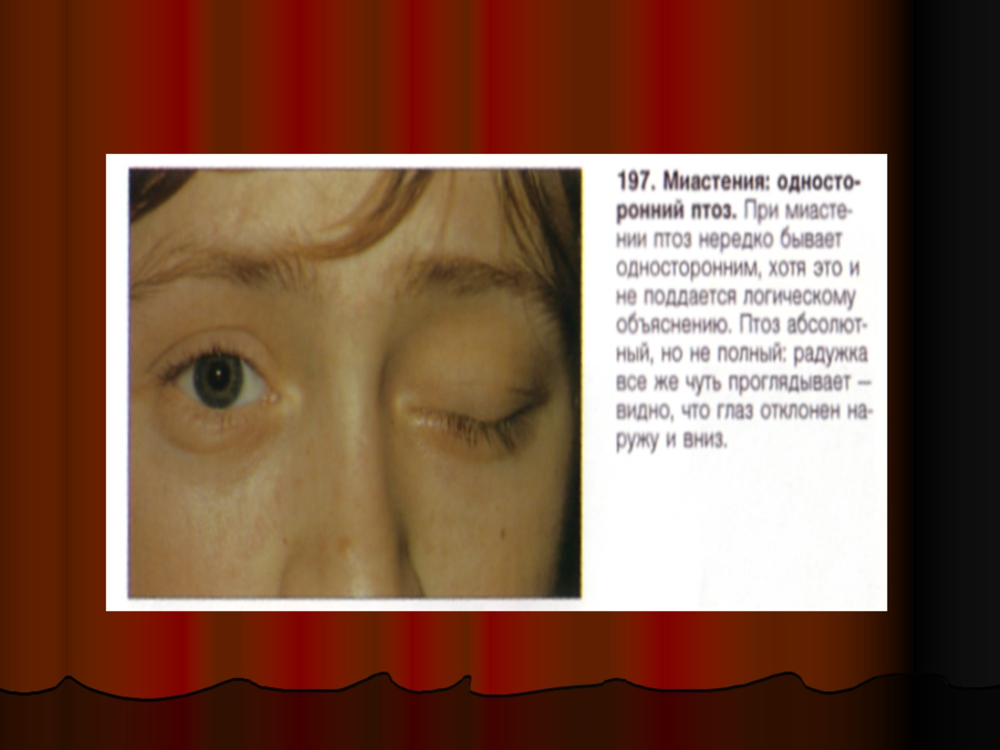 197. Миастения: односто-
ронний птоз. При миасте-
нии птоз нередко бывает
односторонним, хотя это и
не поддается логическому
объяснению. Птоз абсолют-
ный, но не полный: радужка
все же чуть проглядывает –
видно, что глаз отклонен на-
ружу и вниз.